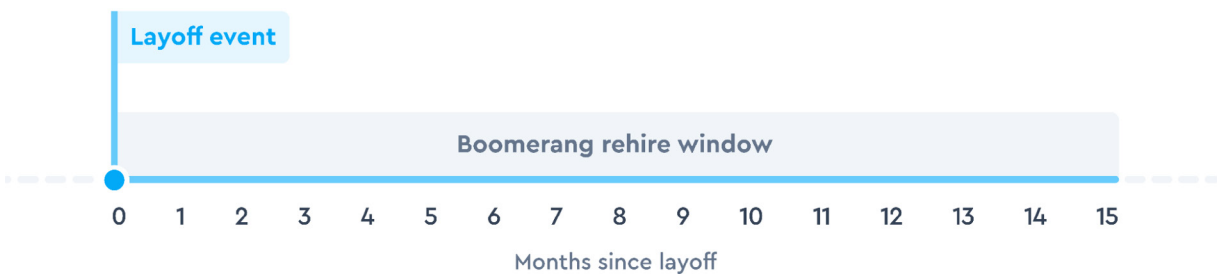 Layoff event
Boomerang rehire window
0 1 2 3 4 5 6 7 8 9 10 11 12 13 14 15
Months since layoff